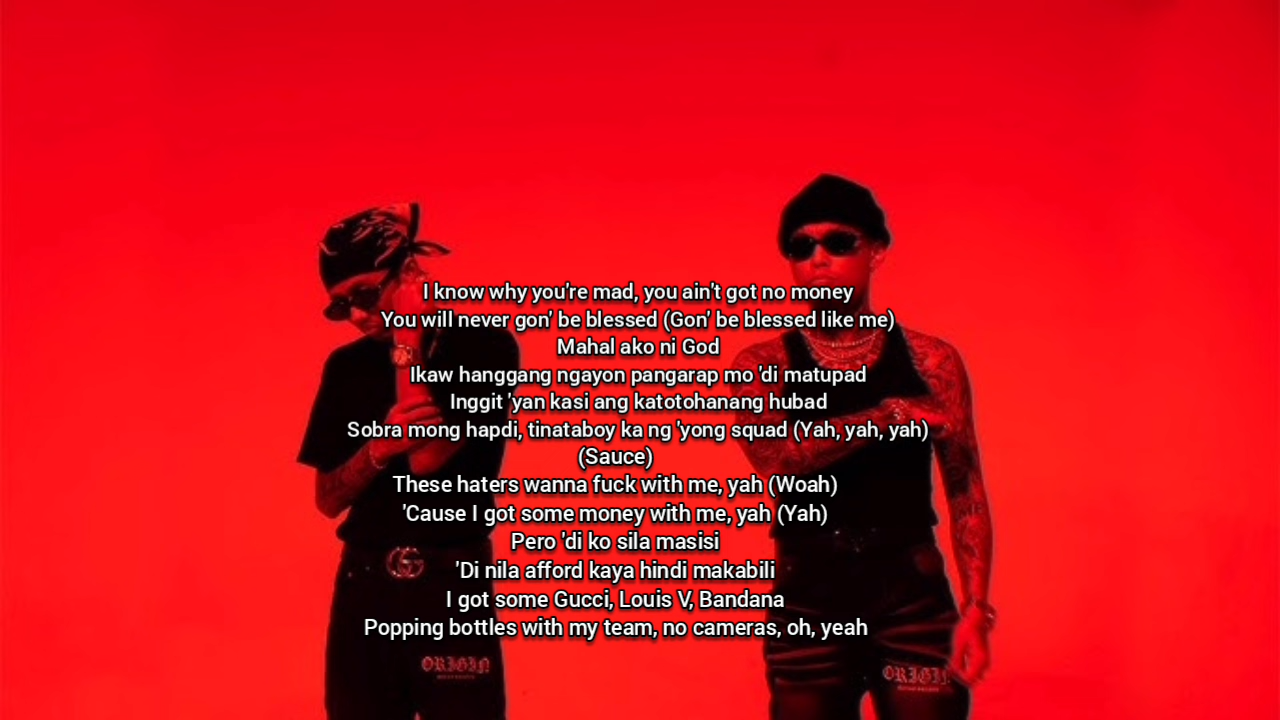 I know why you're mad, you ain't got no money
You will never gon' be blessed (Gon' be blessed like me)
Mahal ako ni God
Ikaw hanggang ngayon pangarap mo 'di matupad
Inggit 'yan kasi ang katotohanang hubad
Sobra mong hapdi, tinataboy ka ng 'yong squad (Yah, yah, yah)
(Sauce)
These haters wanna fuck with me, yah (Woah)
'Cause I got some money with me, yah (Yah)
Pero 'di ko sila masisi
'Di nila afford kaya hindi makabili
I got some Gucci, Louis V, Bandana
Popping bottles with my team, no cameras, oh, yeah
ORIGIN
ORIGIN